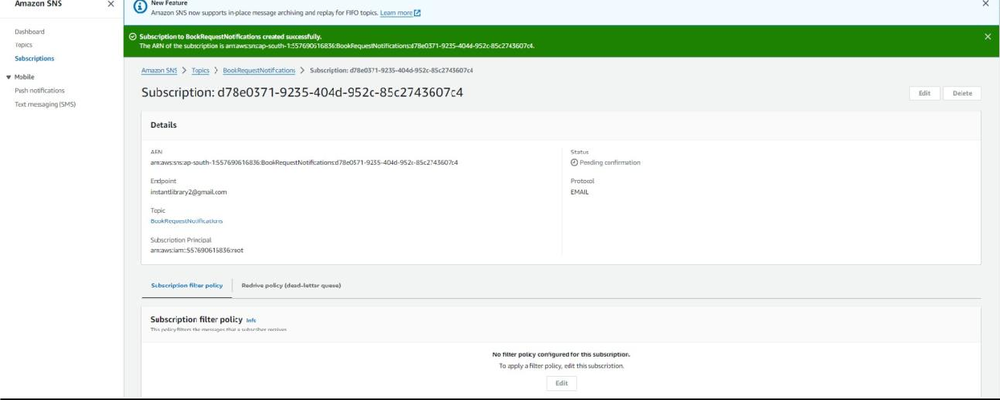 Amazon SNS
New Feature
Amazon SNS now supports in-place message archiving and replay for FIFO topics. Learn more
Dashboard
Topics
Subscriptions
Mobile
Push notifications
Text messaging (SMS)
Subscription to BookRequestNotifications created successfully.
The ARN of the subscription is arn:aws:sns:ap-south-1:557690616836:BookRequestNotifications:d78e0371-9235-404d-952c-85c2743607c4.
Amazon SNS > Topics > BookRequestNotifications > Subscription: d78e0371-9235-404d-952c-85c2743607c4
Subscription: d78e0371-9235-404d-952c-85c2743607c4
Edit
Delete
Details
ARN
arn:aws:sns:ap-south-1:557690616836:BookRequestNotifications:d78e0371-9235-404d-952c-85c2743607c4
Endpoint
instantlibrary2@gmail.com
Topic
BookRequestNotifications
Subscription Principal
arn:aws:iam::557690616836:root
Status
Pending confirmation
Protocol
EMAIL
Subscription filter policy
Redrive policy (dead-letter queue)
Subscription filter policy Info
This policy filters the messages that a subscriber receives.
No filter policy configured for this subscription.
To apply a filter policy, edit this subscription.
Edit